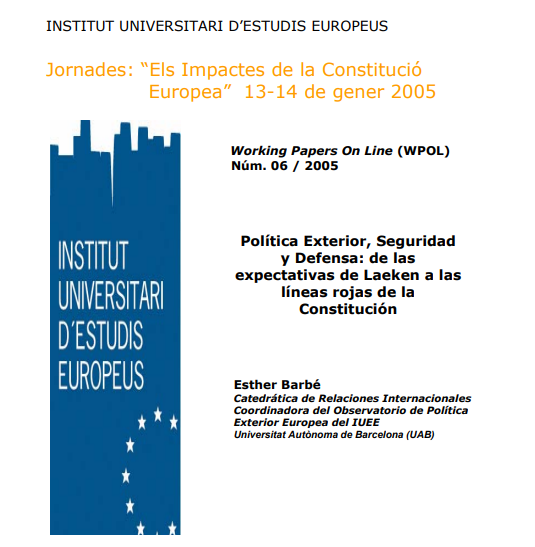 INSTITUT UNIVERSITARI D'ESTUDIS EUROPEUS
Jornades: “Els Impactes de la Constitució
Europea” 13-14 de gener 2005
Working Papers On Line (WPOL)
Núm. 06 / 2005
Política Exterior, Seguridad
y Defensa: de las
expectativas de Laeken a las
líneas rojas de la
Constitución
INSTITUT
UNIVERSITARI
D´ESTUDIS
EUROPEUS
Esther Barbé
Catedrática de Relaciones Internacionales
Coordinadora del Observatorio de Política
Exterior Europea del IUEE
Universitat Autònoma de Barcelona (UAB)